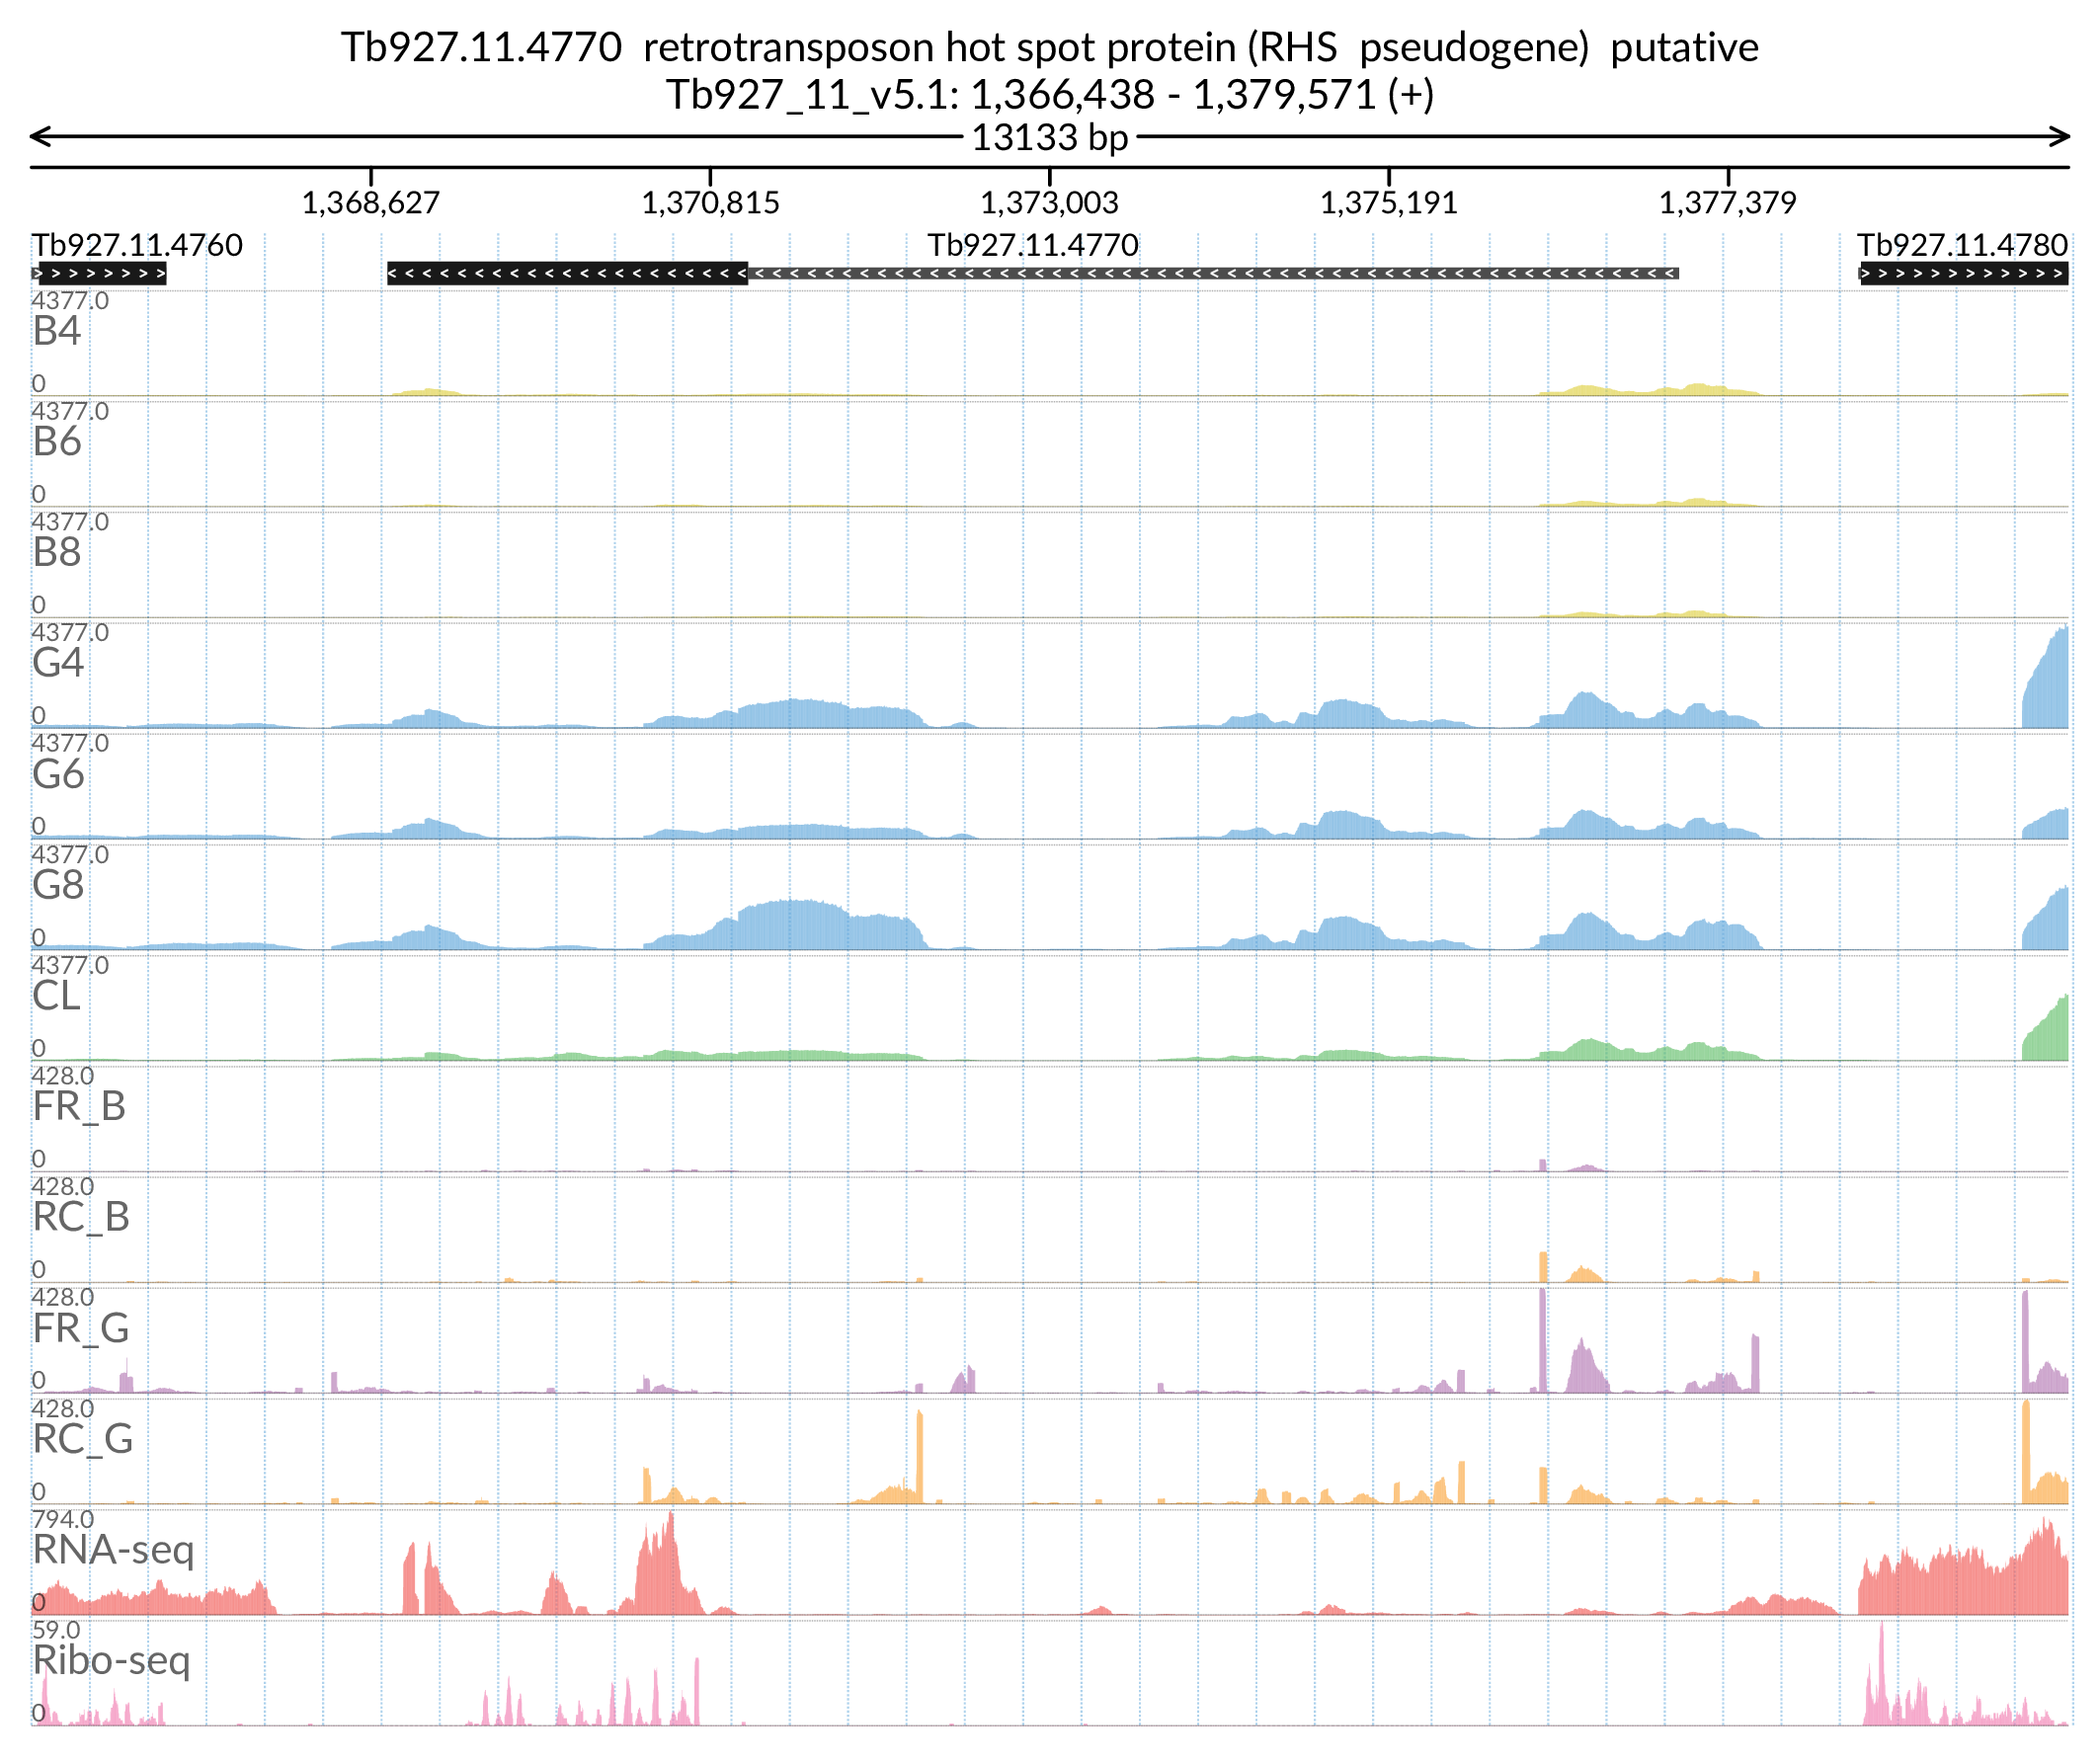 Tb927.11.4770  retrotransposon hot spot protein (RHS  pseudogene)  putative
Tb927_11_v5.1: 1,366,438 - 1,379,571 (+)
13133 bp
1,368,627 1,370,815 1,373,003 1,375,191 1,377,379
Tb927.11.4760 Tb927.11.4770 Tb927.11.4780
4377.0
B4
0
4377.0
B6
0
4377.0
B8
0
4377.0
G4
0
4377.0
G6
0
4377.0
G8
0
4377.0
CL
0
428.0
FR_B
0
428.0
RC_B
0
428.0
FR_G
0
428.0
RC_G
0
794.0
RNA-seq
0
59.0
Ribo-seq
0